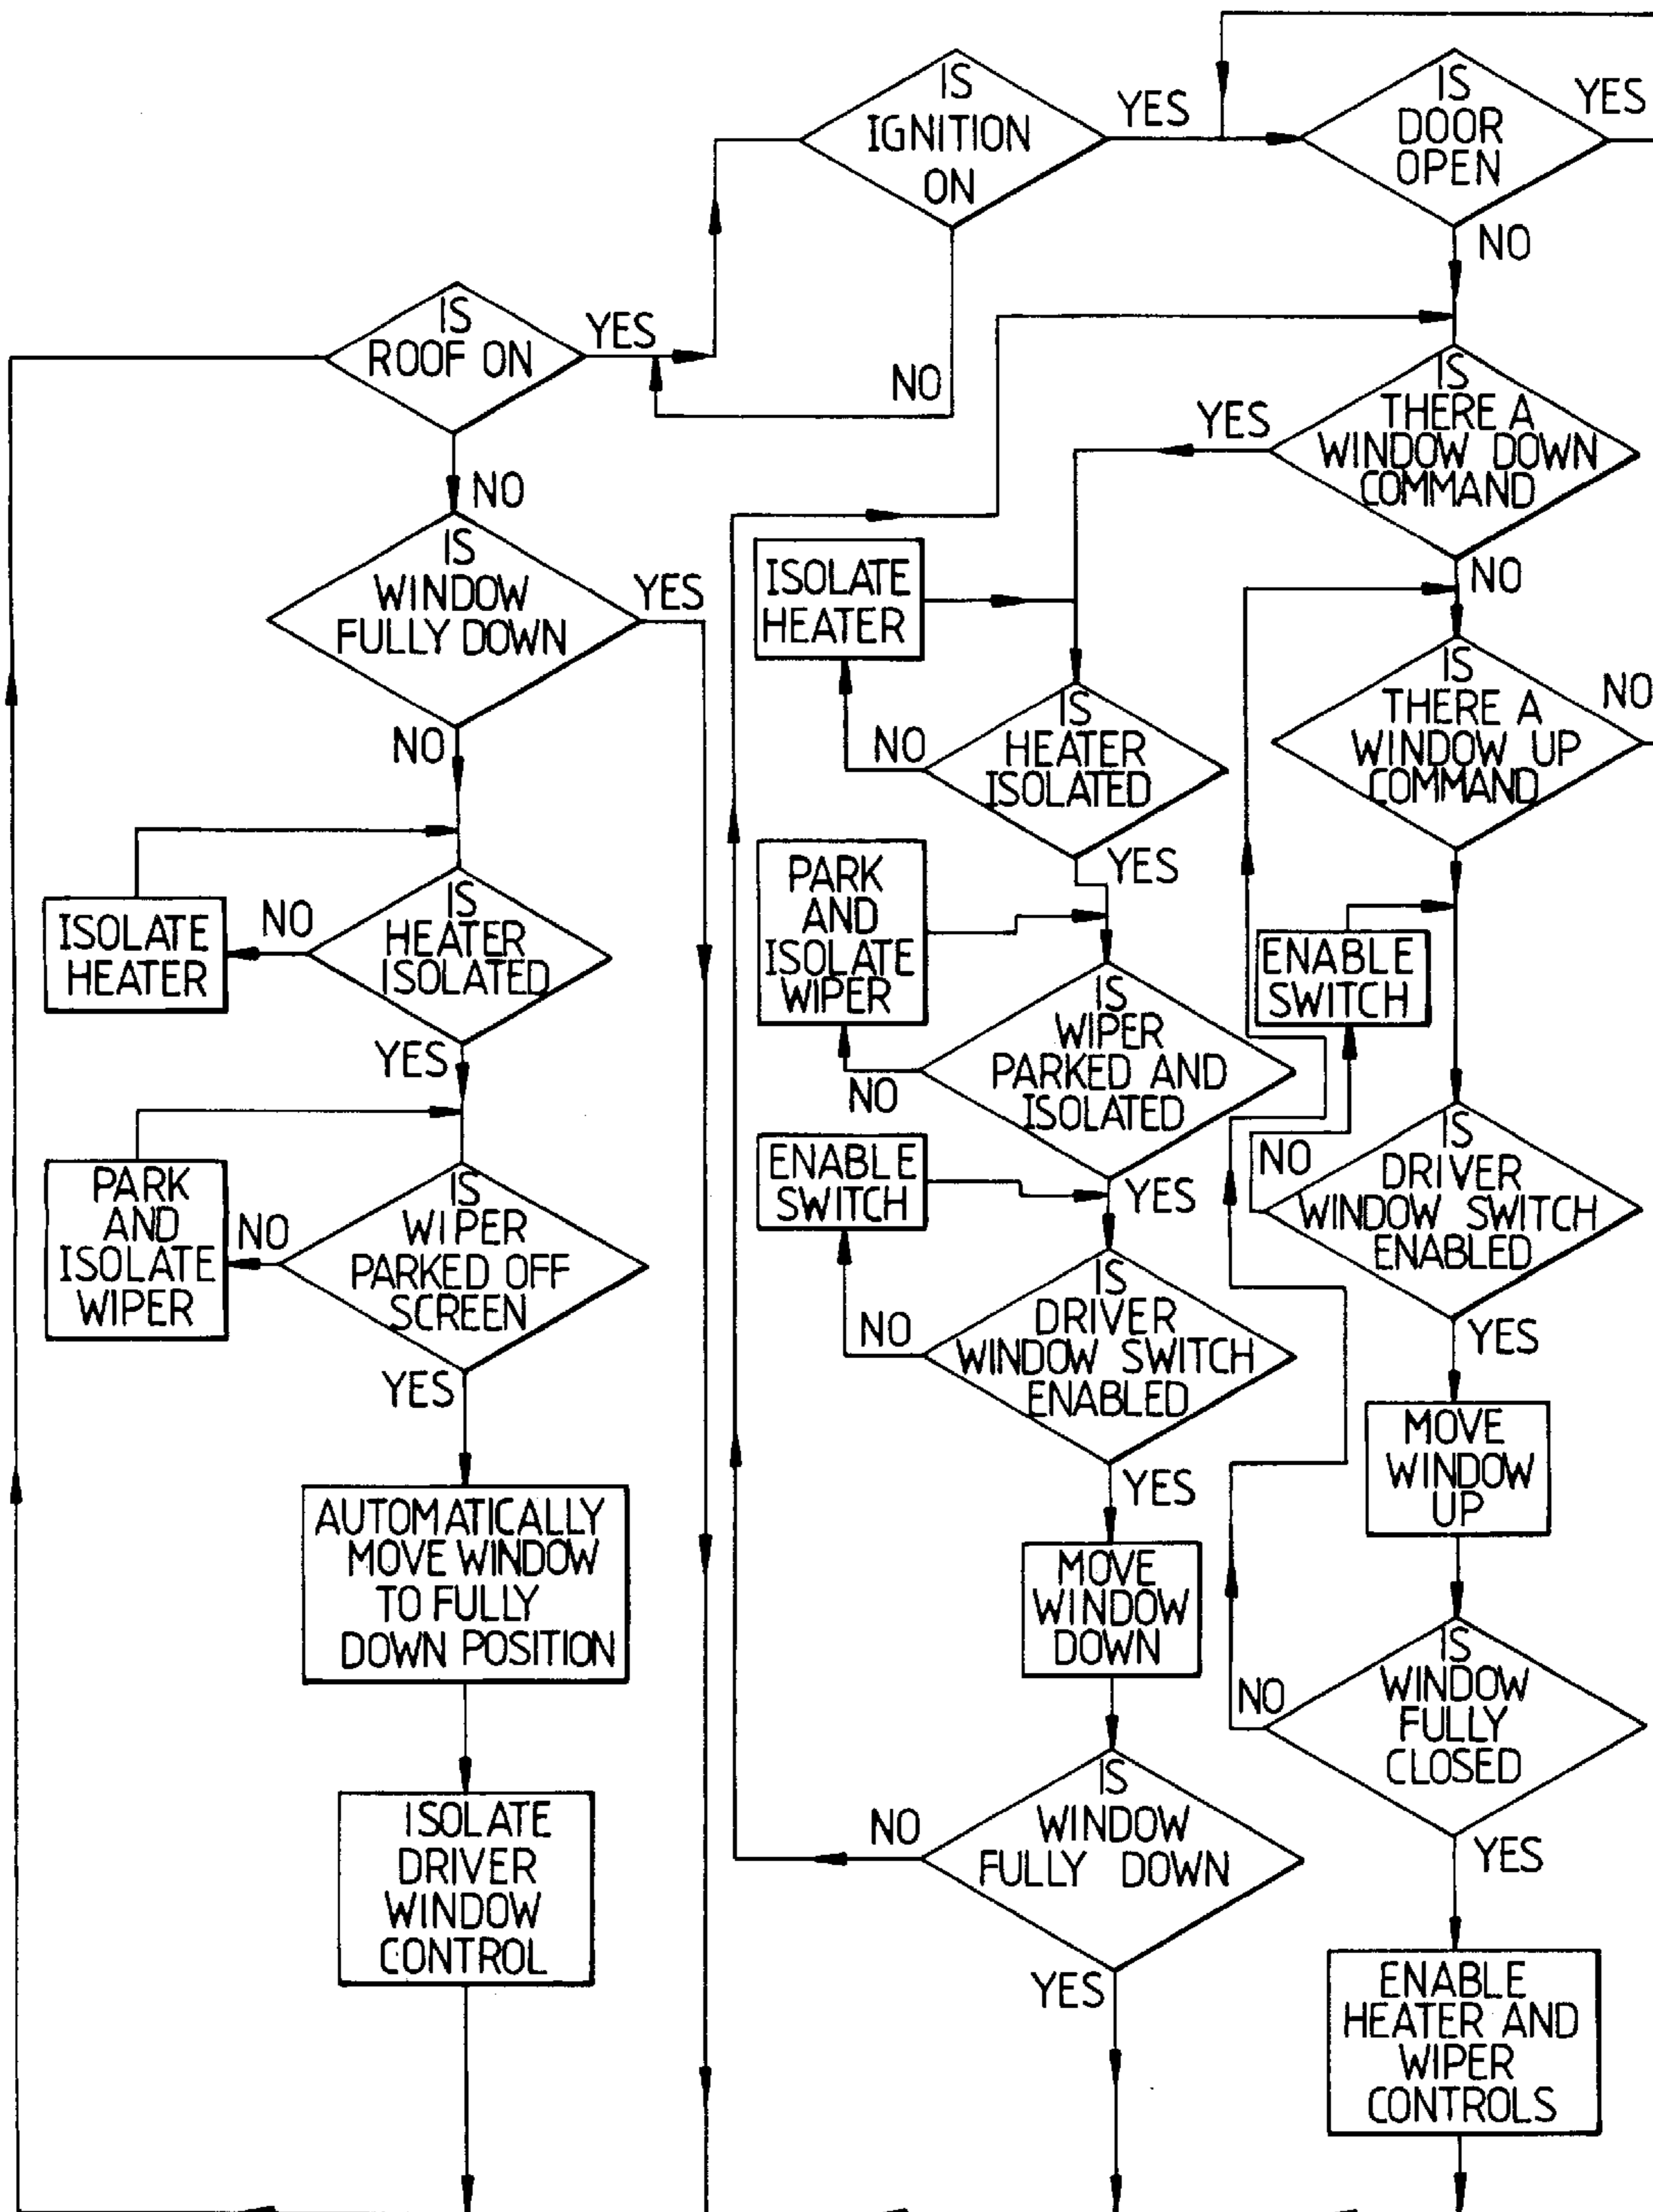 IS
IGNITION
ON
YES
NO
IS
DOOR
OPEN
YES
NO
IS
ROOF ON
YES
NO
IS
WINDOW
FULLY DOWN
YES
NO
IS
HEATER
ISOLATED
NO
YES
ISOLATE
HEATER
IS
WIPER
PARKED OFF
SCREEN
NO
YES
PARK
AND
ISOLATE
WIPER
AUTOMATICALLY
MOVE WINDOW
TO FULLY
DOWN POSITION
ISOLATE
DRIVER
WINDOW
CONTROL
IS
THERE A
WINDOW DOWN
COMMAND
YES
NO
ISOLATE
HEATER
IS
HEATER
ISOLATED
NO
YES
PARK
AND
ISOLATE
WIPER
IS
WIPER
PARKED AND
ISOLATED
NO
YES
ENABLE
SWITCH
IS
DRIVER
WINDOW SWITCH
ENABLED
NO
YES
MOVE
WINDOW
DOWN
IS
WINDOW
FULLY DOWN
NO
YES
IS
THERE A
WINDOW UP
COMMAND
NO
ENABLE
SWITCH
IS
DRIVER
WINDOW SWITCH
ENABLED
NO
YES
MOVE
WINDOW
UP
IS
WINDOW
FULLY
CLOSED
NO
YES
ENABLE
HEATER AND
WIPER
CONTROLS